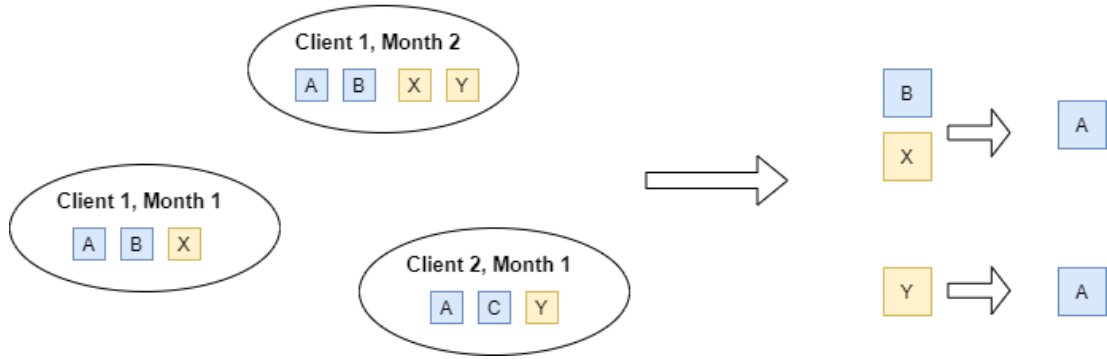 Client 1, Month 2
A B X Y
Client 1, Month 1
A B X
Client 2, Month 1
A C Y
B
X
A
Y
A